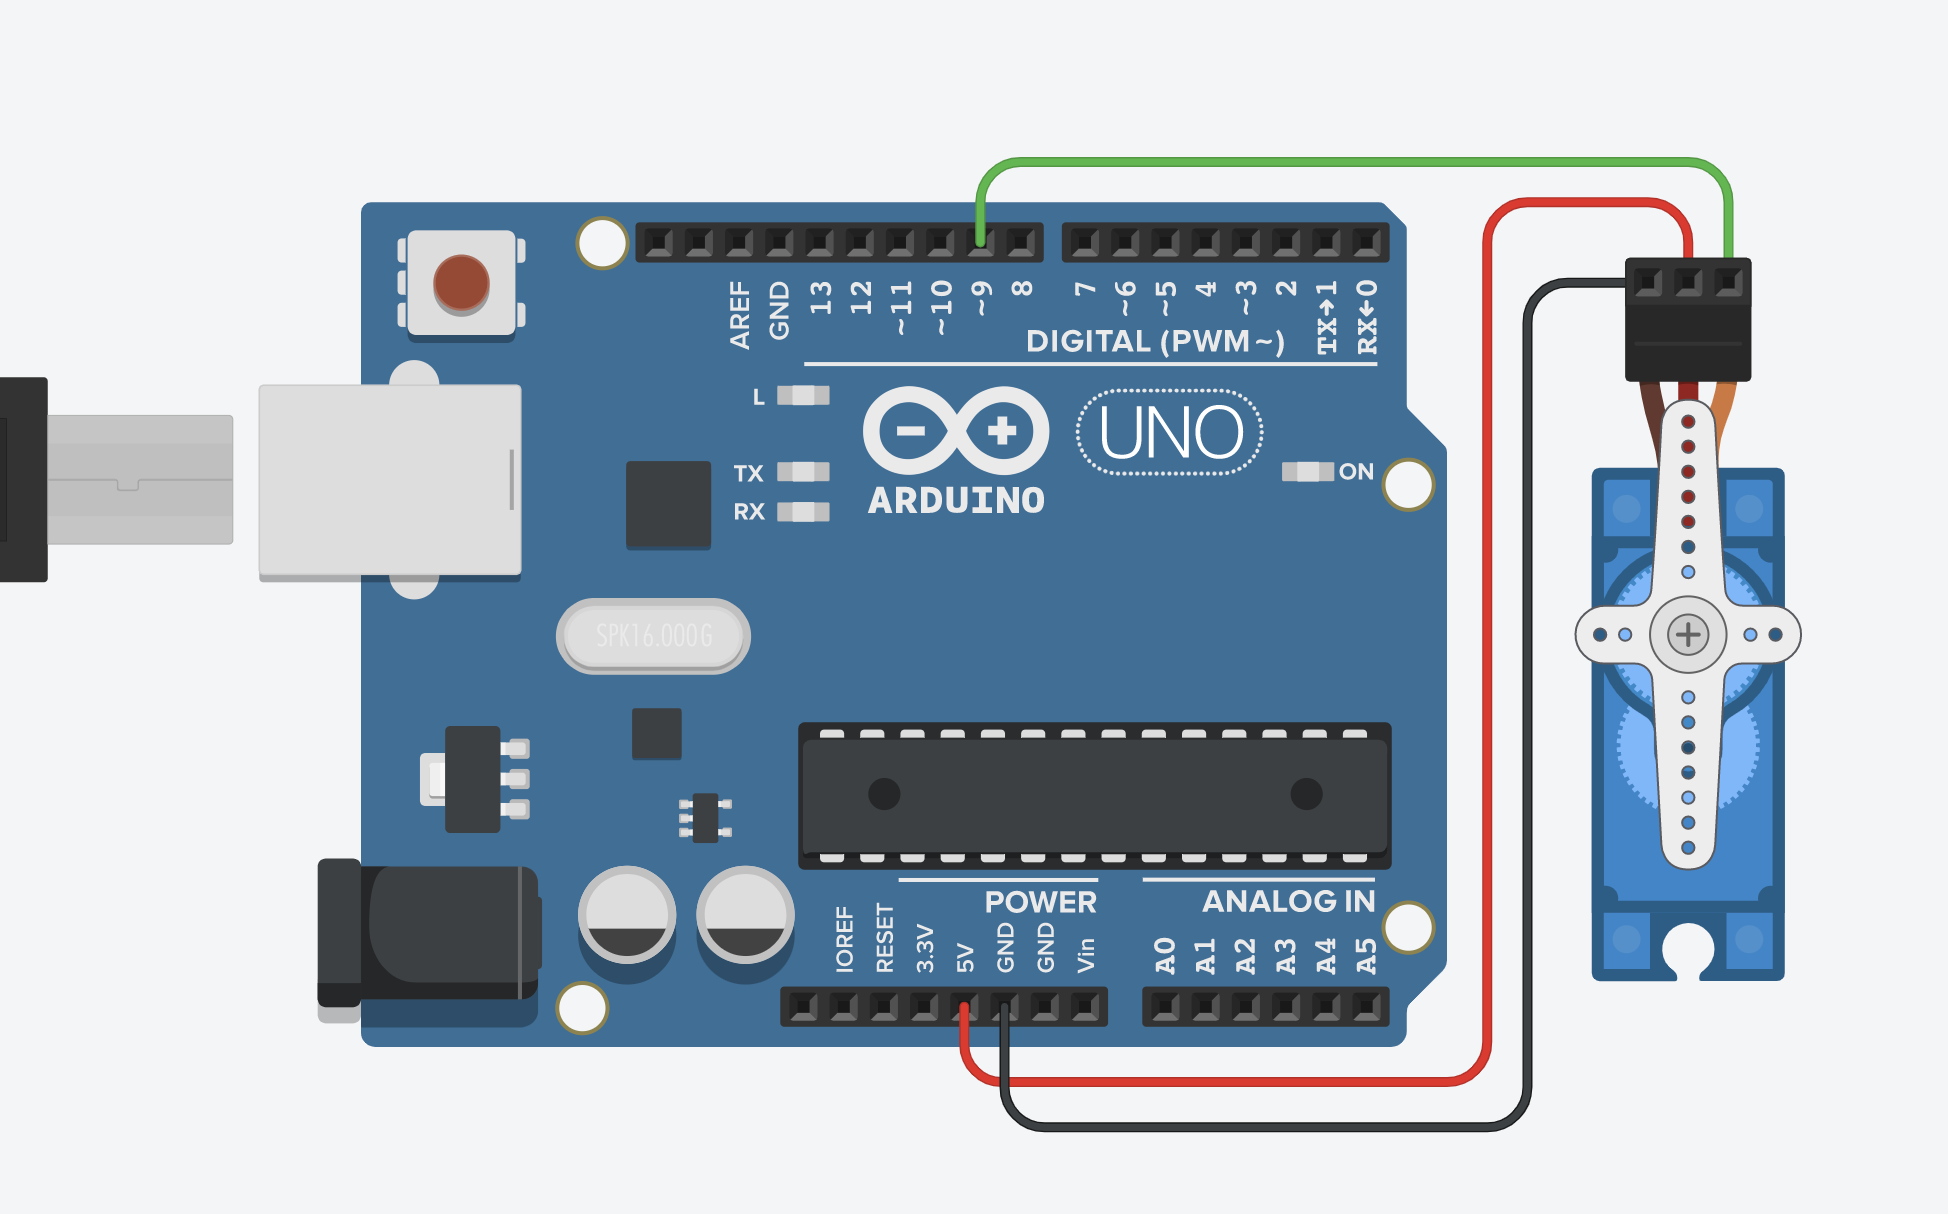 AREF
GND
13
12
~11
~10
~9
8
7
~6
~5
4
~3
2
TX→1
RX←0
DIGITAL (PWM~)
L
TX
RX
UNO
ON
ARDUINO
SPK16.000G
POWER
ANALOG IN
IOREF
RESET
3.3V
5V
GND
GND
Vin
A0
A1
A2
A3
A4
A5